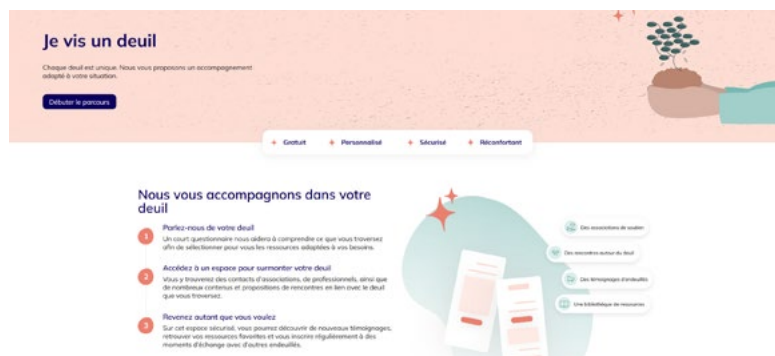 Je vis un deuil
Chaque deuil est unique. Nous vous proposons un accompagnement
adapté à votre situation.
Débuter le parcours
Gratuit
Personnalisé
Sécurisé
Réconfortant
Nous vous accompagnons dans votre
deuil
1
Parlez-nous de votre deuil
Un court questionnaire nous aidera à comprendre ce que vous traversez
afin de sélectionner pour vous les ressources adaptées à vos besoins.
2
Accédez à un espace pour surmonter votre deuil
Vous y trouverez des contacts d'associations, de professionnels, ainsi que
de nombreux contenus et propositions de rencontres en lien avec le deuil
que vous traversez.
3
Revenez autant que vous voulez
Sur cet espace sécurisé, vous pourrez découvrir de nouveaux témoignages,
retrouver vos ressources favorites et vous inscrire régulièrement à des
moments d'échange avec d'autres endeuillés.
Des associations de soutien
Des rencontres autour du deuil
Des témoignages d'endeuillés
Une bibliothèque de ressources